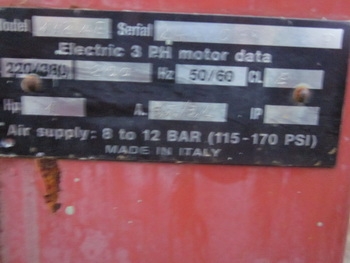 Model Serial
Electric 3 PH motor data
220/380 Hz 50/60 CL
Hp A. IP
Air supply: 8 to 12 BAR (115-170 PSI)
MADE IN ITALY